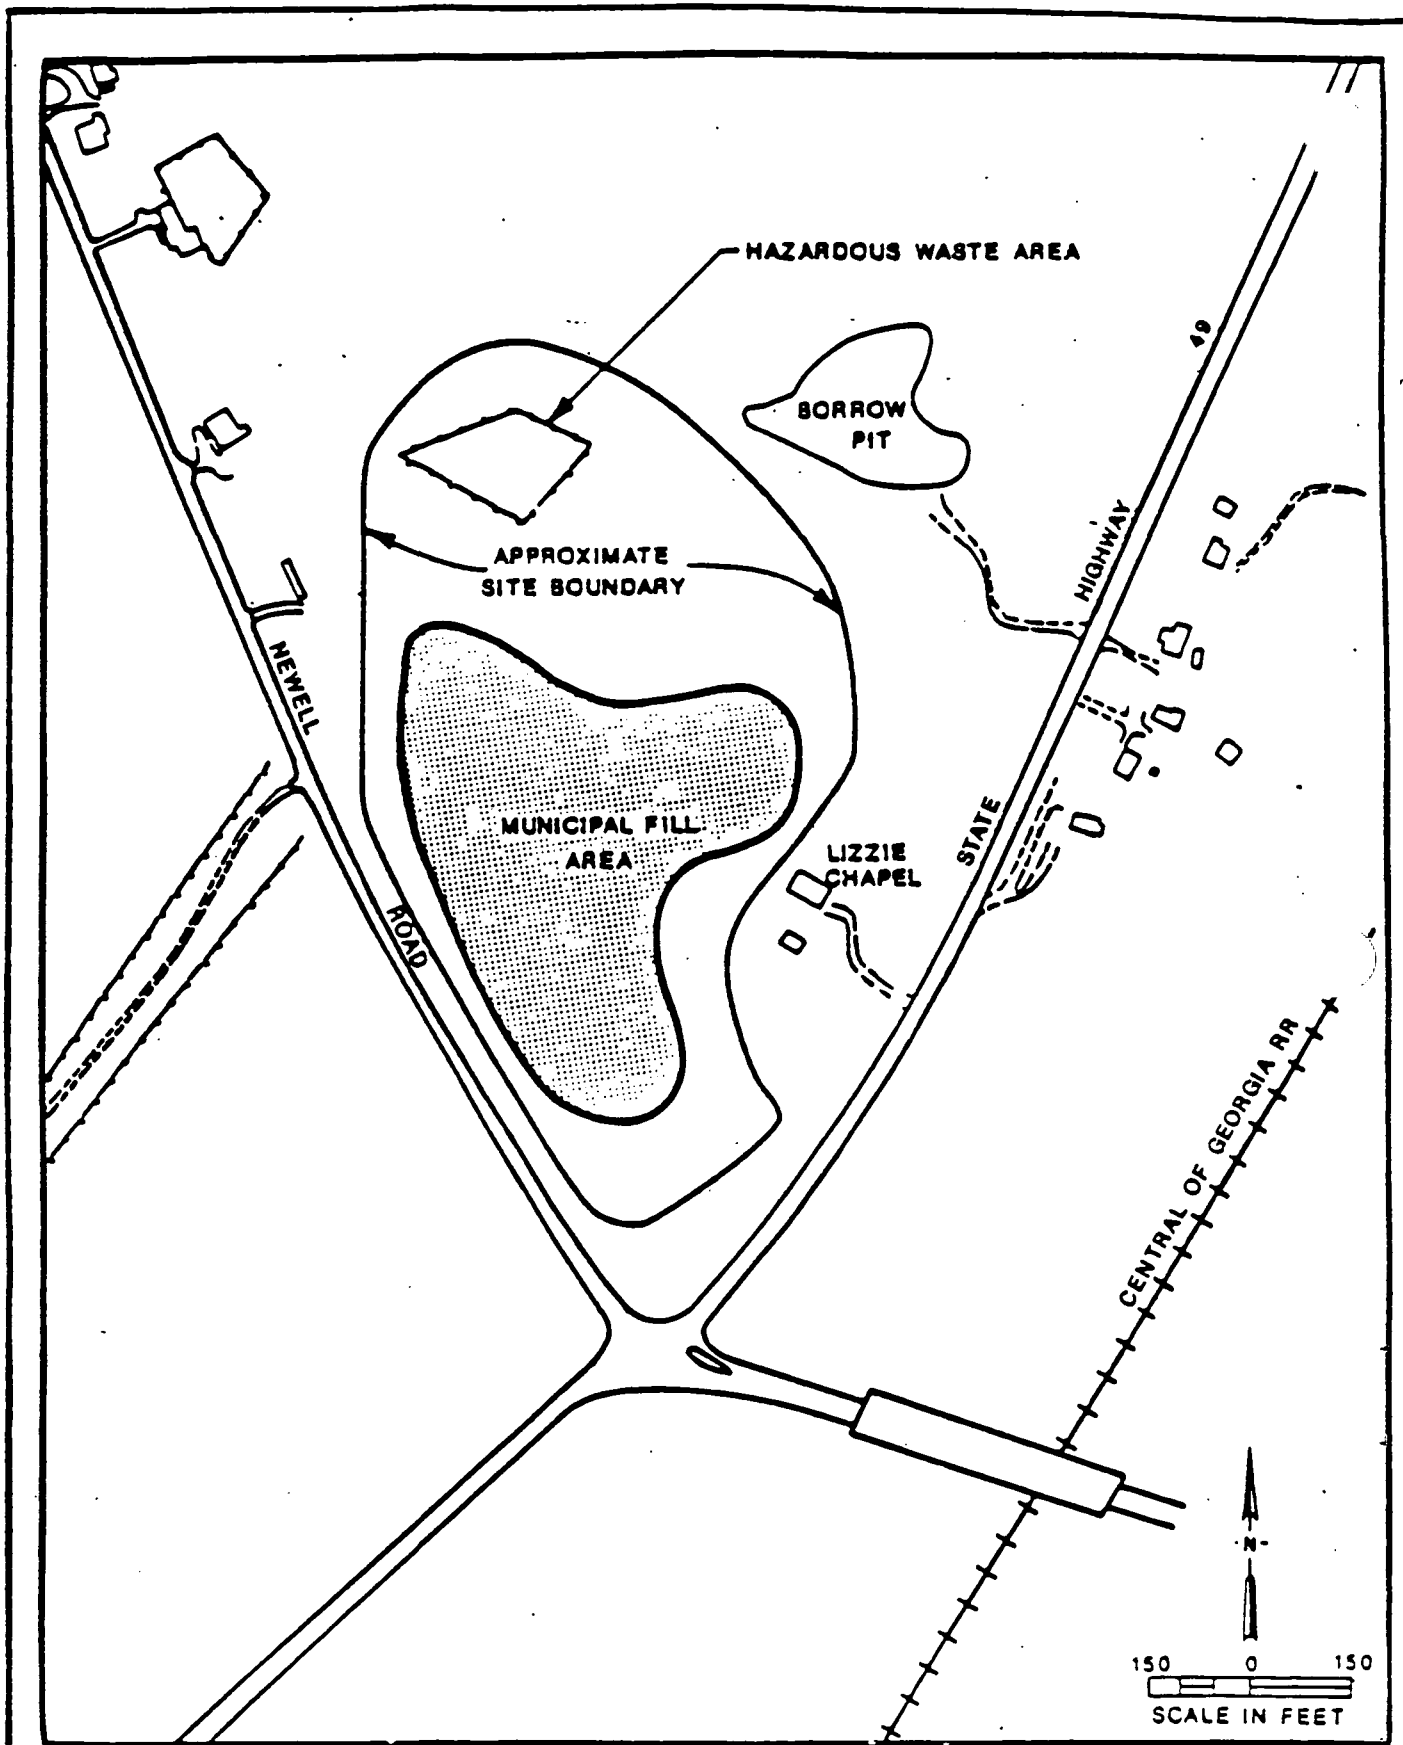 HAZARDOUS WASTE AREA
BORROW
PIT
STATE HIGHWAY 49
APPROXIMATE
SITE BOUNDARY
NEWELL ROAD
MUNICIPAL FILL
AREA
LIZZIE
CHAPEL
CENTRAL OF GEORGIA RR
N
150 0 150
SCALE IN FEET